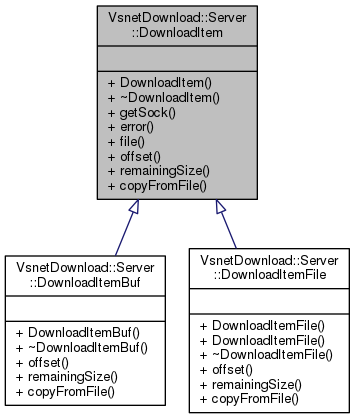 VsnetDownload::Server
::DownloadItem
+ DownloadItem()
+ ~DownloadItem()
+ getSock()
+ error()
+ file()
+ offset()
+ remainingSize()
+ copyFromFile()
VsnetDownload::Server
::DownloadItemBuf
+ DownloadItemBuf()
+ ~DownloadItemBuf()
+ offset()
+ remainingSize()
+ copyFromFile()
VsnetDownload::Server
::DownloadItemFile
+ DownloadItemFile()
+ DownloadItemFile()
+ ~DownloadItemFile()
+ offset()
+ remainingSize()
+ copyFromFile()